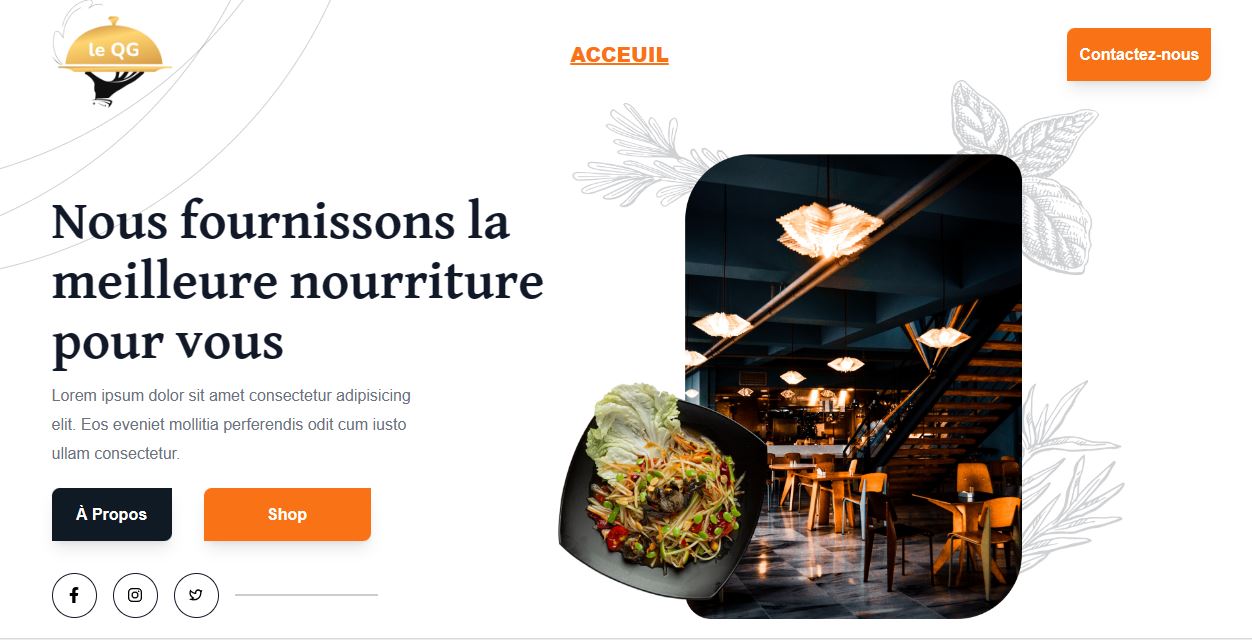 le QG
ACCEUIL
Contactez-nous
Nous fournissons la
meilleure nourriture
pour vous
Lorem ipsum dolor sit amet consectetur adipisicing
elit. Eos eveniet mollitia perferendis odit cum iusto
ullam consectetur.
À Propos
Shop